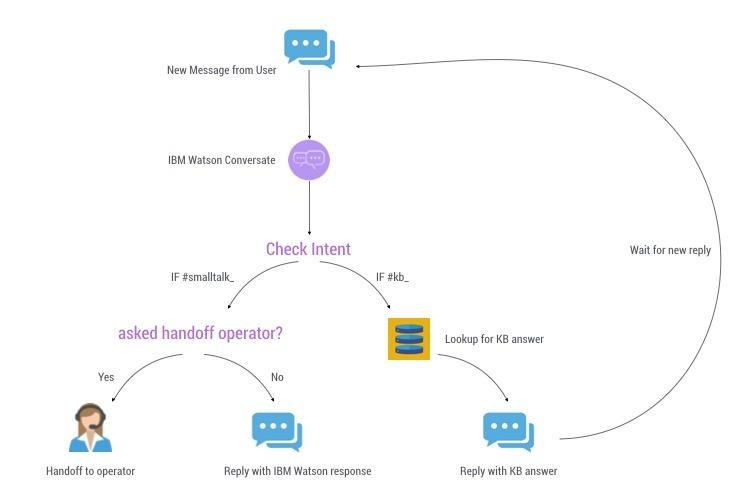 New Message from User
IBM Watson Conversate
Check Intent
Wait for new reply
IF #smalltalk_
IF #kb_
asked handoff operator?
Lookup for KB answer
Yes
No
Handoff to operator
Reply with IBM Watson response
Reply with KB answer